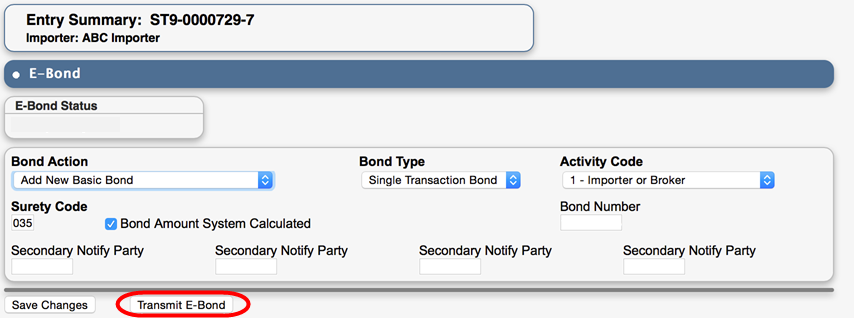 Entry Summary: ST9-0000729-7
Importer: ABC Importer
E-Bond
E-Bond Status
Bond Action Bond Type Activity Code
Add New Basic Bond Single Transaction Bond 1 - Importer or Broker
Surety Code Bond Number
035 Bond Amount System Calculated
Secondary Notify Party Secondary Notify Party Secondary Notify Party Secondary Notify Party
Save Changes Transmit E-Bond